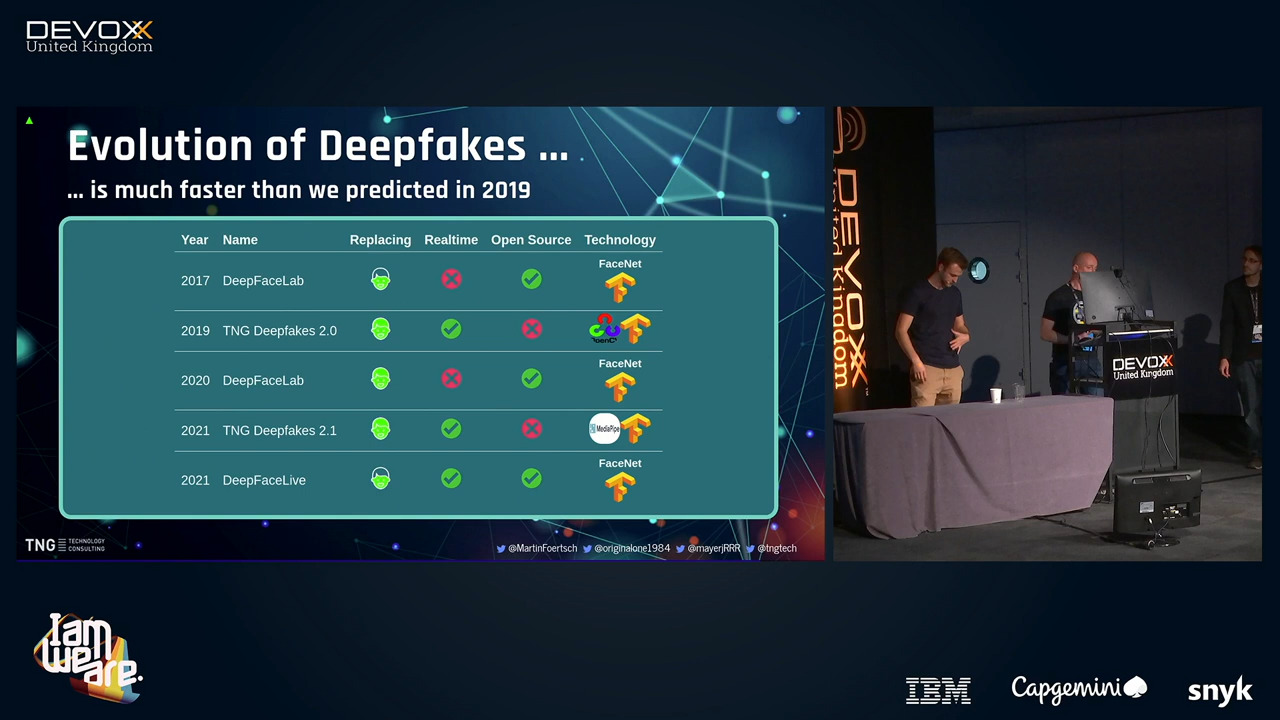 DEVOXX
United Kingdom
Evolution of Deepfakes ...
... is much faster than we predicted in 2019
Year Name Replacing Realtime Open Source Technology
2017 DeepFaceLab FaceNet
2019 TNG Deepfakes 2.0
2020 DeepFaceLab FaceNet
2021 TNG Deepfakes 2.1 MediaPipe
2021 DeepFaceLive FaceNet
TNG TECHNOLOGY
CONSULTING
@MartinFoertsch @originalone1984 @mayerjRRR @tngtech
DEVOXX
United Kingdom
DEVOXX
United Kingdom
I am
We are.
IBM Capgemini snyk